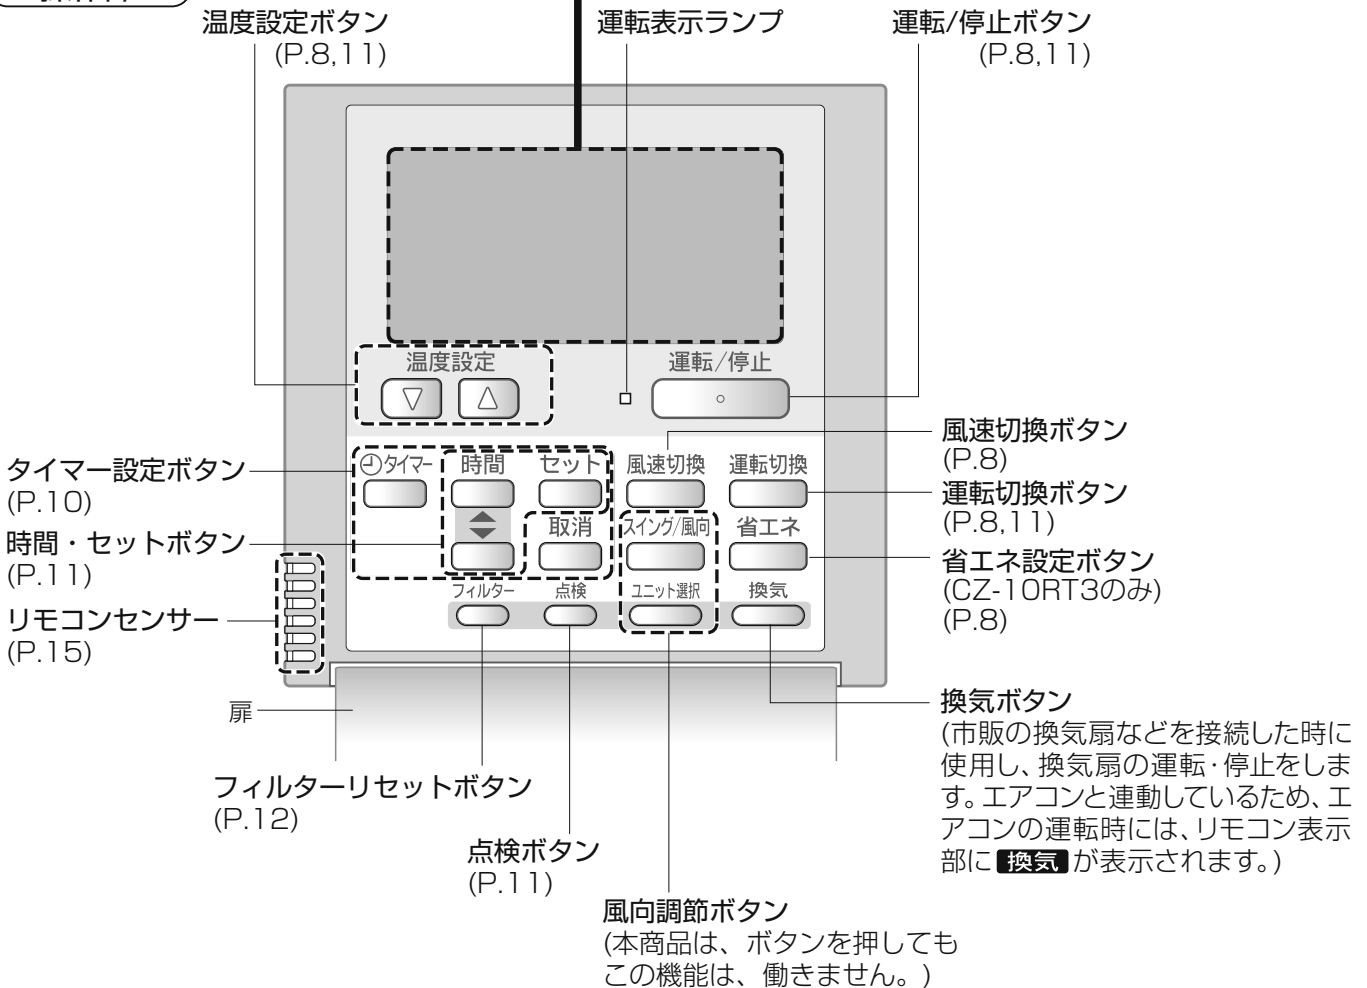 温度設定ボタン
(P.8,11)
運転表示ランプ
運転/停止ボタン
(P.8,11)
温度設定
運転/停止
タイマー設定ボタン
(P.10)
時間・セットボタン
(P.11)
リモコンセンサー
(P.15)
タイマー
時間
セット
風速切換
運転切換
取消
スイング/風向
省エネ
フィルター
点検
ユニット選択
換気
風速切換ボタン
(P.8)
運転切換ボタン
(P.8,11)
省エネ設定ボタン
(CZ-10RT3のみ)
(P.8)
扉
換気ボタン
(市販の換気扇などを接続した時に
使用し、換気扇の運転・停止をしま
す。エアコンと連動しているため、エ
アコンの運転時には、リモコン表示
部に 換気 が表示されます。)
フィルターリセットボタン
(P.12)
点検ボタン
(P.11)
風向調節ボタン
(本商品は、ボタンを押しても
この機能は、働きません。)